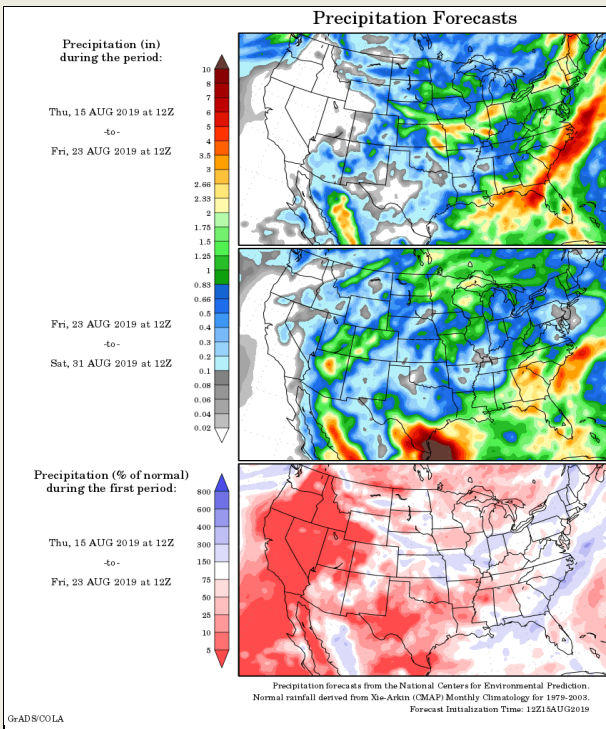 Precipitation Forecasts
Precipitation (in)
during the period:
Thu, 15 AUG 2019 at 12Z
-to-
Fri, 23 AUG 2019 at 12Z
10
8
7
6
5
4
3.5
3
2.66
2.33
2
1.75
1.5
1.25
1
0.83
0.66
0.5
0.4
0.3
0.2
0.1
0.08
0.06
0.04
0.02
Fri, 23 AUG 2019 at 12Z
-to-
Sat, 31 AUG 2019 at 12Z
Precipitation (% of normal)
during the first period:
Thu, 15 AUG 2019 at 12Z
-to-
Fri, 23 AUG 2019 at 12Z
800
600
400
300
150
75
50
25
10
5
Precipitation forecasts from the National Centers for Environmental Prediction.
Normal rainfall derived from Xie-Arkin (CMAP) Monthly Climatology for 1979-2003.
Forecast Initialization Time: 12Z15AUG2019
GrADS/COLA